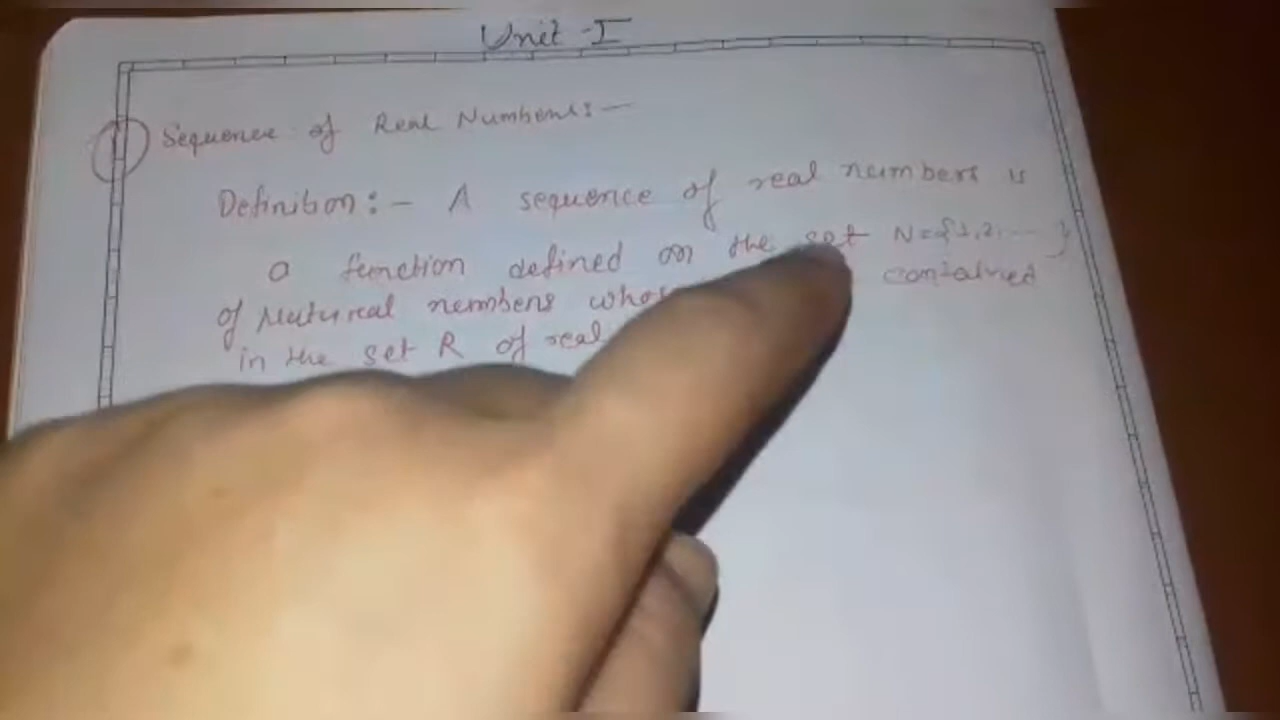 Unit - I
Sequence of Real Numbers: -
Definition: - A sequence of real numbers is
a function defined on the set N={1,2,---}
of Natural numbers contained
in the set R of real